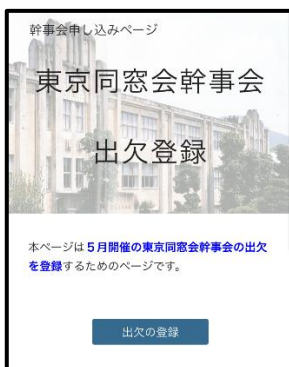 幹事会申し込みページ
東京同窓会幹事会
出欠登録
本ページは５月開催の東京同窓会幹事会の出欠
を登録するためのページです。
出欠の登録